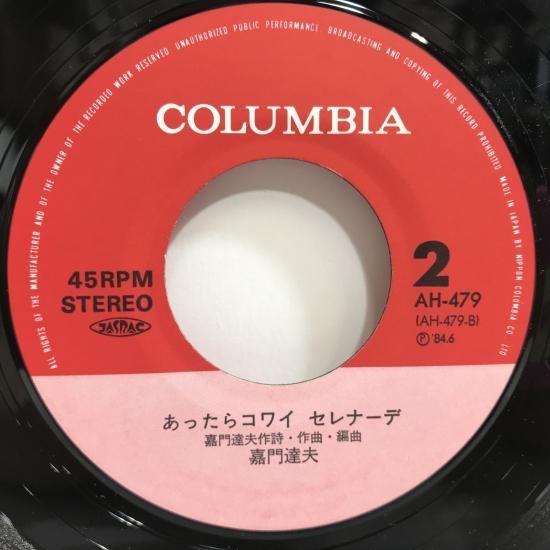 ALL RIGHTS OF THE MANUFACTURER AND OF THE OWNER OF THE RECORDED WORK RESERVED UNAUTHORIZED PUBLIC PERFORMANCE BROADCASTING AND COPYING OF THIS RECORD PROHIBITED MADE IN JAPAN BY NIPPON COLUMBIA CO. LTD
COLUMBIA
45RPM
STEREO
JASRAC
2
AH-479
(AH-479-B)
Ⓟ '84.6
あったらコワイ セレナーデ
嘉門達夫作詩・作曲・編曲
嘉門達夫